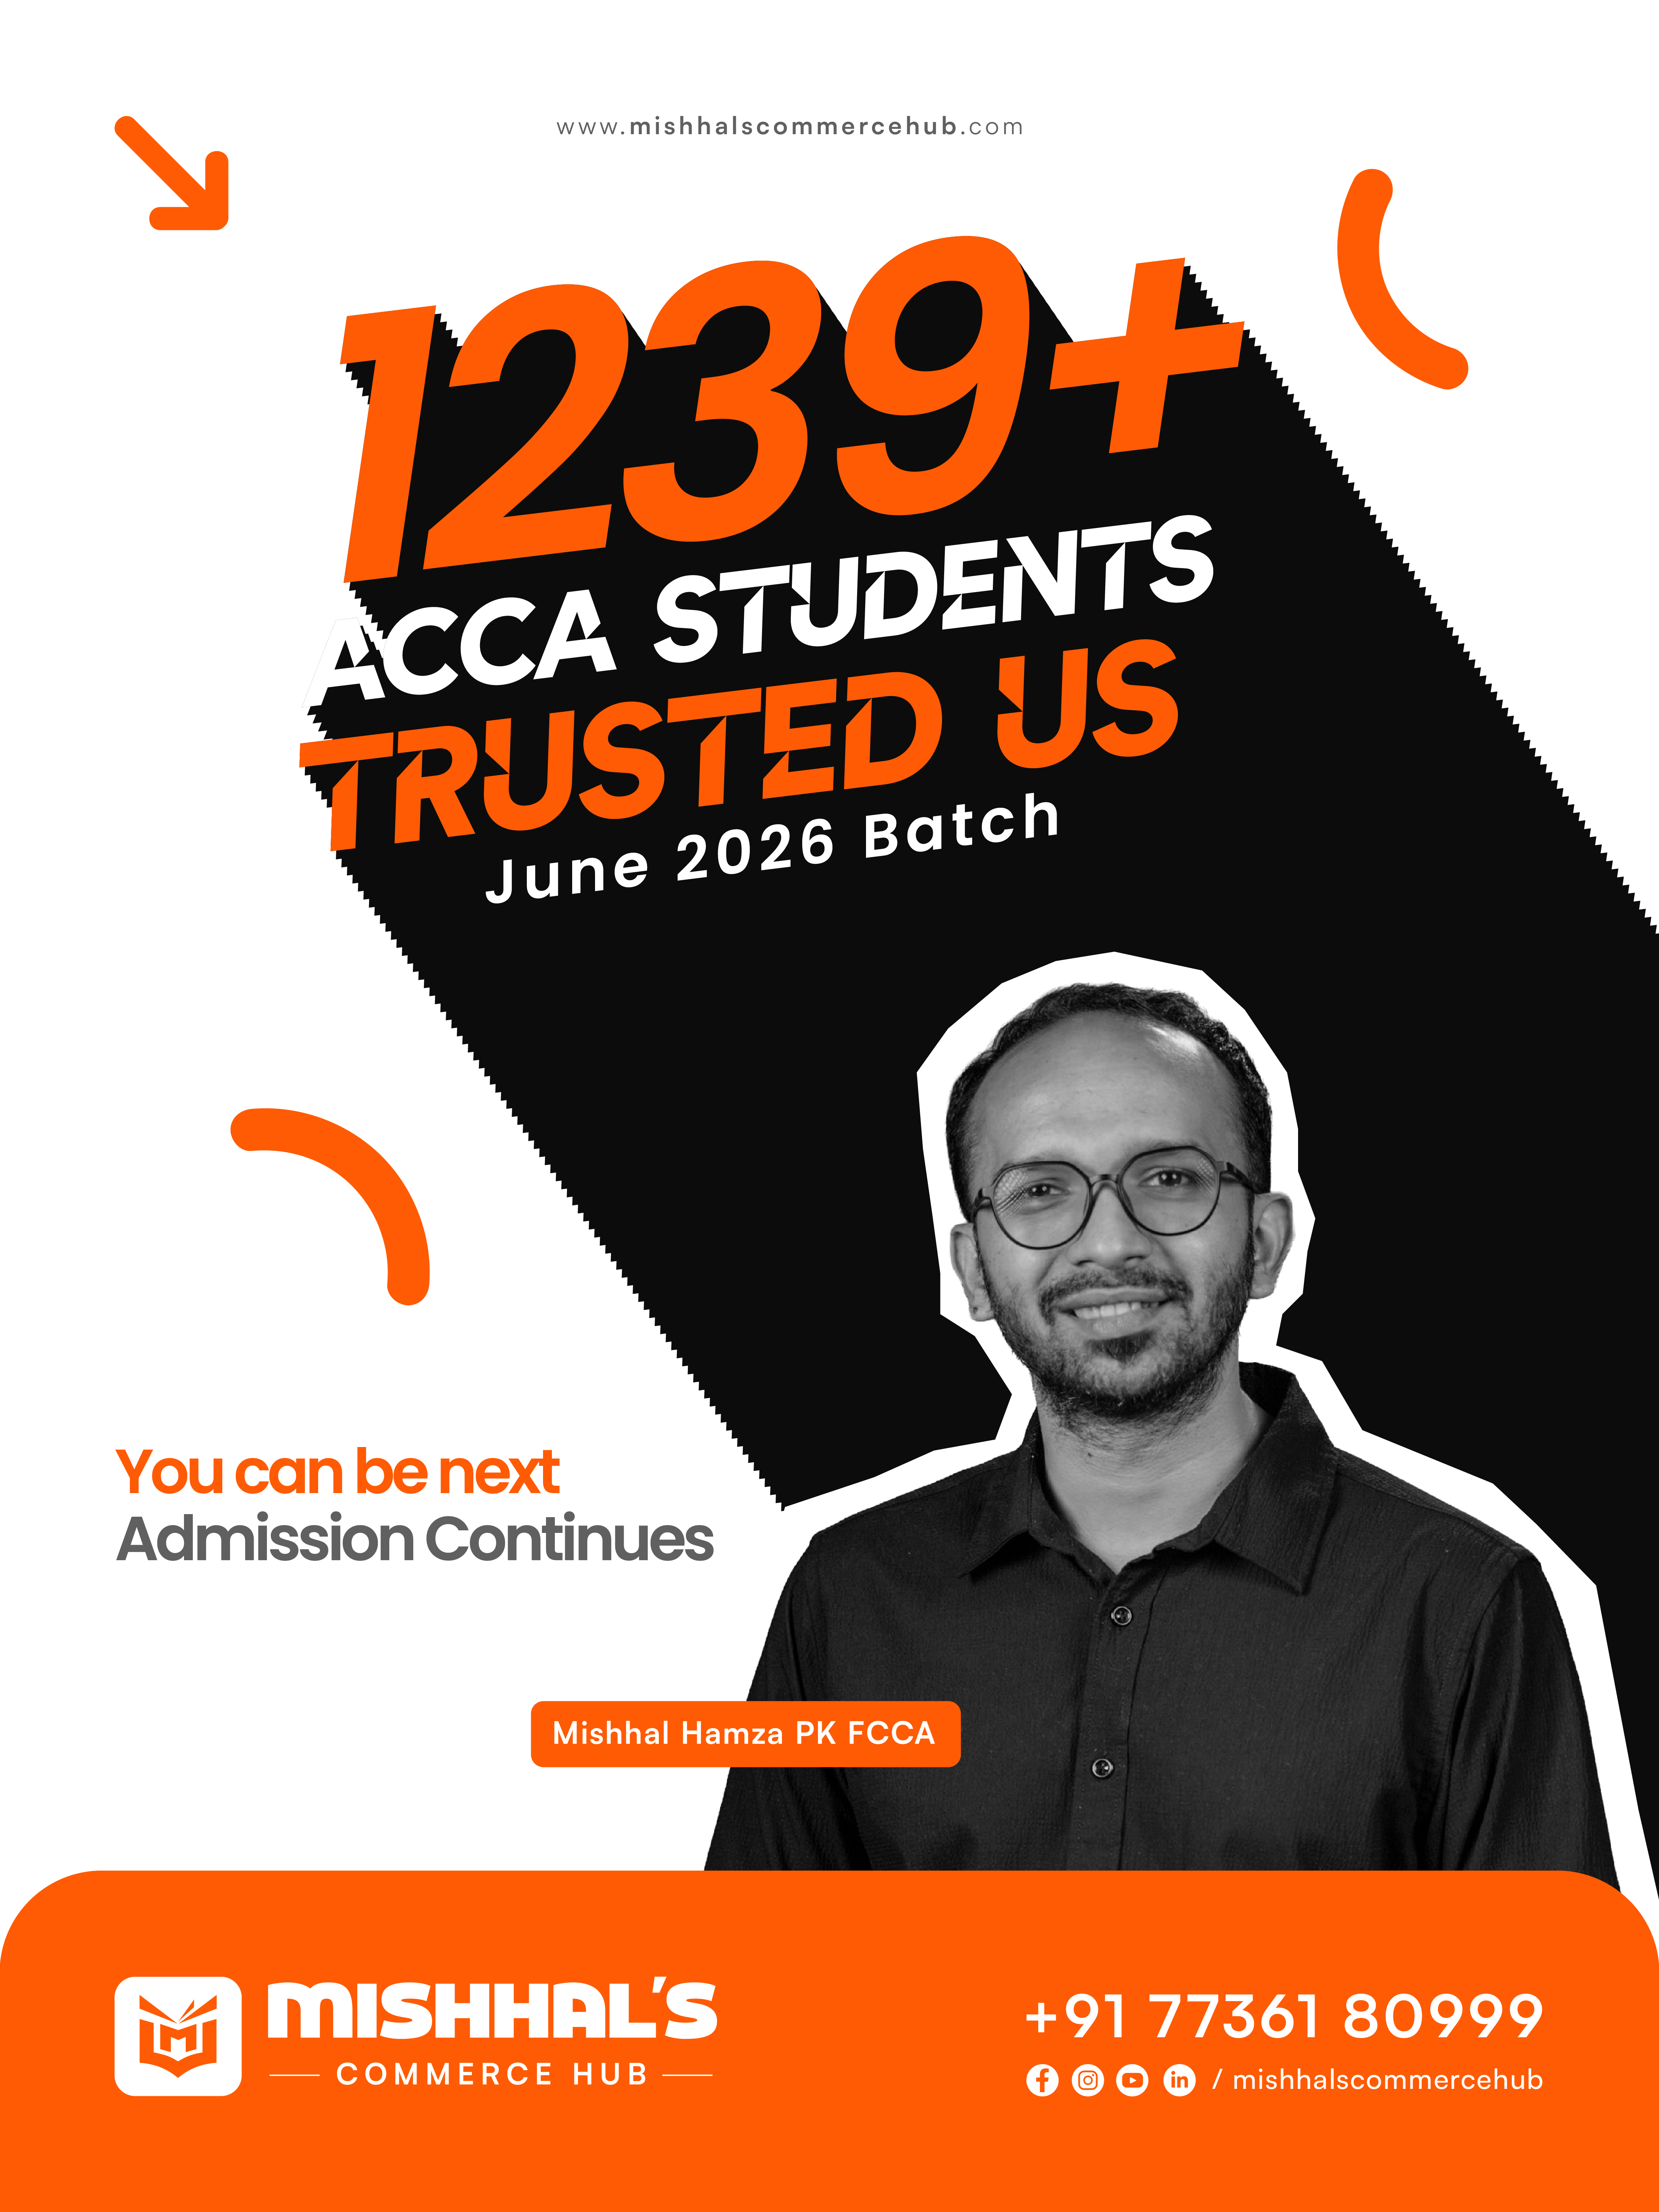 www.mishhalscommercehub.com
1239+
ACCA STUDENTS
TRUSTED US
June 2026 Batch
You can be next
Admission Continues
Mishhal Hamza PK FCCA
MISHHAL'S
COMMERCE HUB
+91 77361 80999
/ mishhalscommercehub